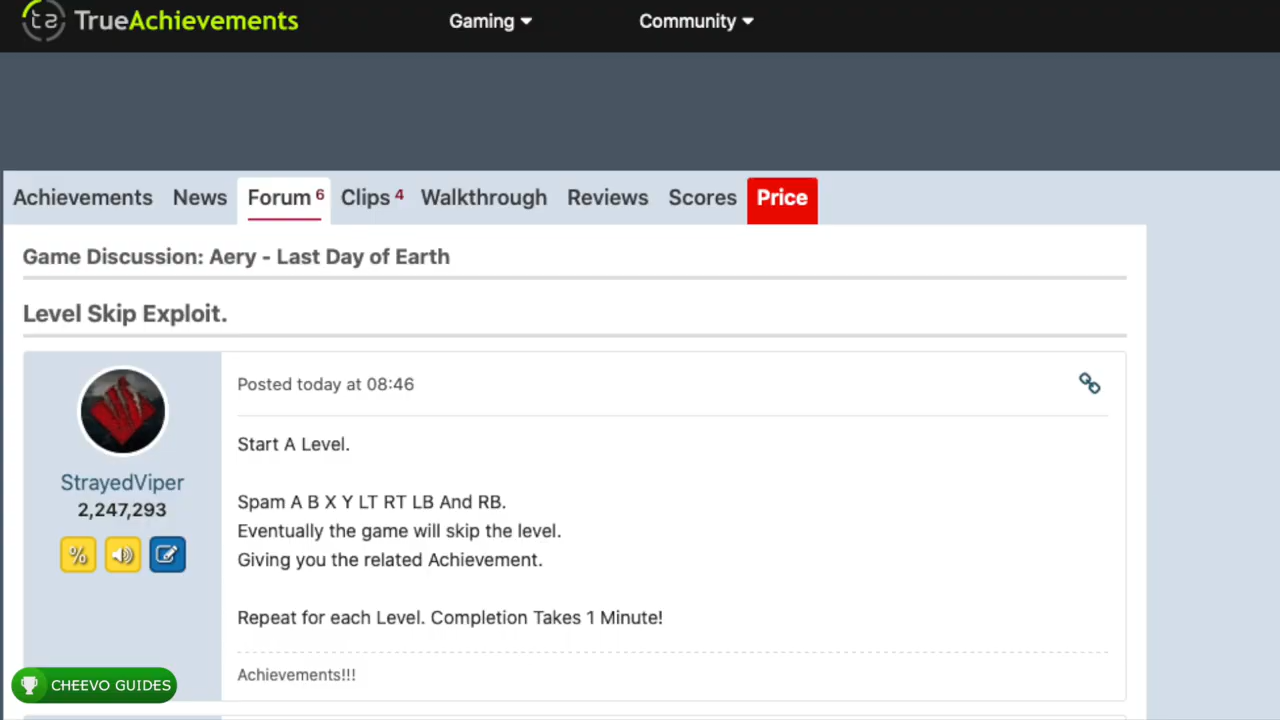 TrueAchievements
Gaming
Community
Achievements News Forum 6 Clips 4 Walkthrough Reviews Scores Price
Game Discussion: Aery - Last Day of Earth
Level Skip Exploit.
Posted today at 08:46
StrayedViper
2,247,293
%
Start A Level.
Spam A B X Y LT RT LB And RB.
Eventually the game will skip the level.
Giving you the related Achievement.
Repeat for each Level. Completion Takes 1 Minute!
Achievements!!!
CHEEVO GUIDES